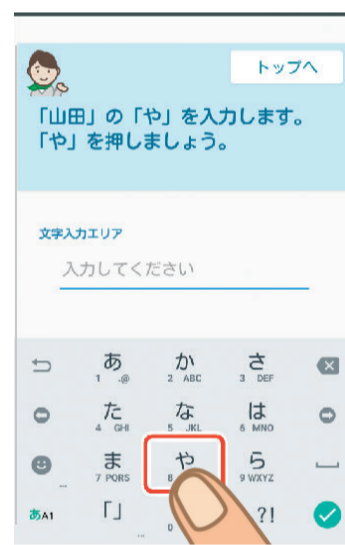 トップへ
「山田」の「や」を入力します。
「や」を押しましょう。
文字入力エリア
入力してください
あ か さ
1 .@ 2 ABC 3 DEF
た な は
4 GHI 5 JKL 6 MNO
ま や ら
... 7 PQRS 8 9 WXYZ
あA1 「」 ?!
... 0